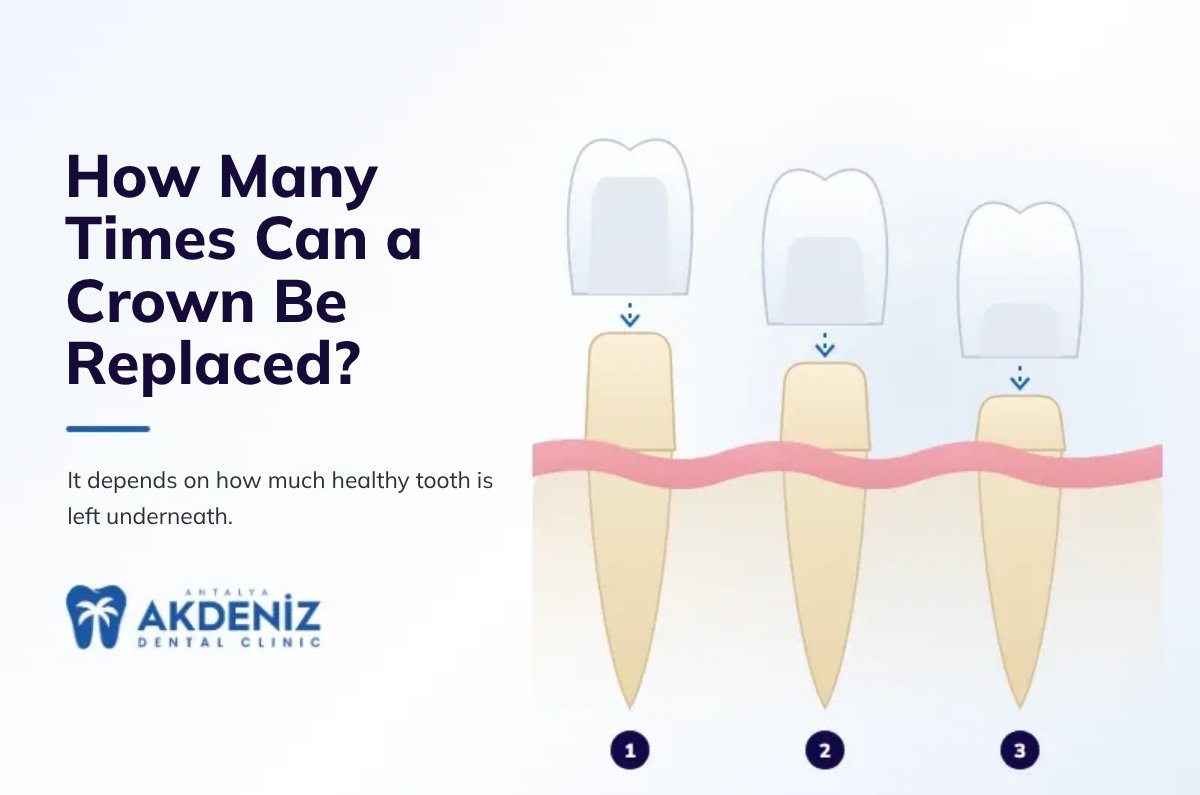 How Many
Times Can a
Crown Be
Replaced?
It depends on how much healthy tooth is
left underneath.
ANTALYA
AKDENİZ
DENTAL CLINIC
1
2
3